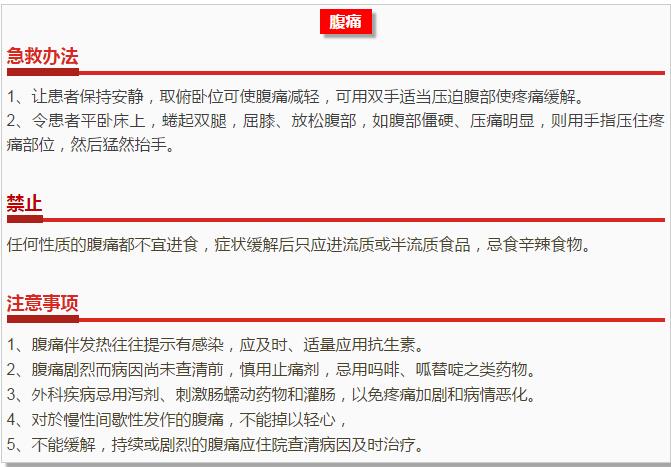 腹痛
急救办法
1、让患者保持安静，取俯卧位可使腹痛减轻，可用双手适当压迫腹部使疼痛缓解。
2、令患者平卧床上，蜷起双腿，屈膝、放松腹部，如腹部僵硬、压痛明显，则用手指压住疼
痛部位，然后猛然抬手。
禁止
任何性质的腹痛都不宜进食，症状缓解后只应进流质或半流质食品，忌食辛辣食物。
注意事项
1、腹痛伴发热往往提示有感染，应及时、适量应用抗生素。
2、腹痛剧烈而病因尚未查清前，慎用止痛剂，忌用吗啡、呱替啶之类药物。
3、外科疾病忌用泻剂、刺激肠蠕动药物和灌肠，以免疼痛加剧和病情恶化。
4、对於慢性间歇性发作的腹痛，不能掉以轻心，
5、不能缓解，持续或剧烈的腹痛应住院查清病因及时治疗。